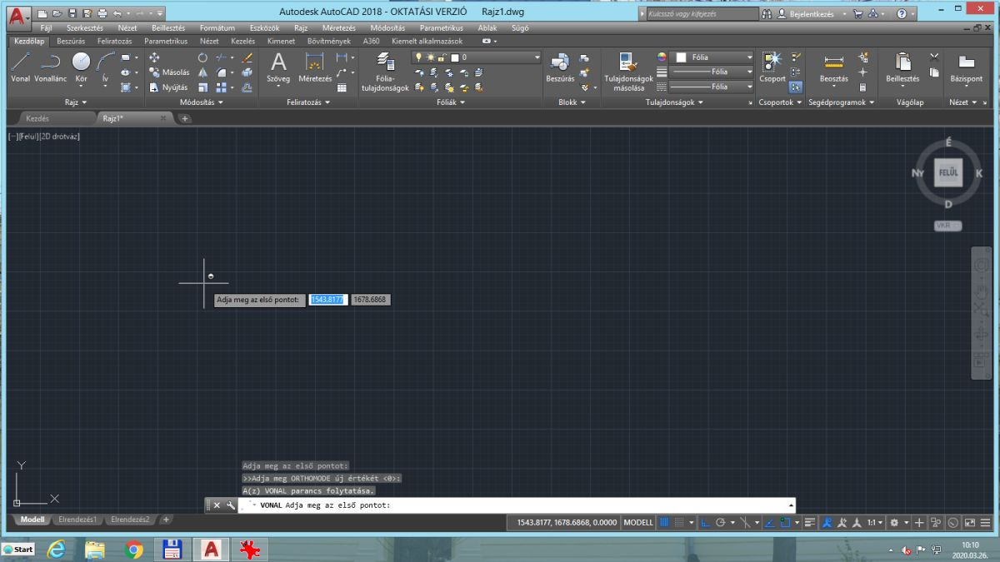 Autodesk AutoCAD 2018 - OKTATÁSI VERZIÓ Rajz1.dwg
Kulcsszó vagy kifejezés
Bejelentkezés
Fájl Szerkesztés Nézet Beillesztés Formátum Eszközök Rajz Méretezés Módosítás Parametrikus Ablak Súgó
Kezdőlap Beszúrás Feliratozás Parametrikus Nézet Kezelés Kimenet Bővítmények A360 Kiemelt alkalmazások
Vonal Vonallánc Kör Ív
Másolás
Nyújtás
Szöveg Méretezés
Fólia-
tulajdonságok
0
Beszúrás
Tulajdonságok
másolása
Fólia
Fólia
Fólia
Csoport
Beosztás
Beillesztés
Bázispont
Rajz Módosítás Feliratozás Fóliák Blokk Tulajdonságok Csoportok Segédprogramok Vágólap Nézet
Kezdés Rajz1*
[−][Felül][2D drótváz]
É
Ny FELÜL K
D
VKR
Adja meg az első pontot: 1543.8177 1678.6868
Adja meg az első pontot:
>>Adja meg ORTHOMODE új értékét <0>:
A(z) VONAL parancs folytatása.
VONAL Adja meg az első pontot:
Y
X
Modell Elrendezés1 Elrendezés2
1543.8177, 1678.6868, 0.0000 MODELL
1:1
Start
10:10
2020.03.26.